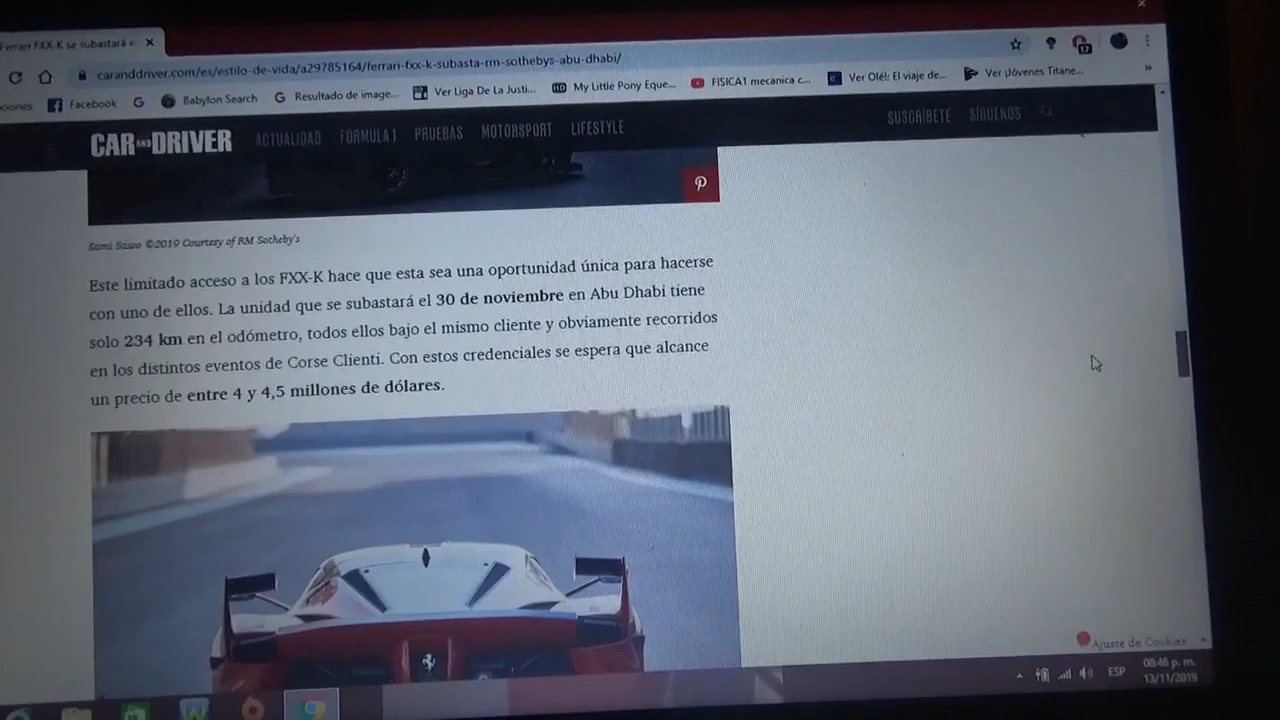 Ferrari FXX-K se subastará e
caranddriver.com/es/estilo-de-vida/a29785164/ferrari-fxx-k-subasta-rm-sothebys-abu-dhabi/
17
ciones Facebook Babylon Search Resultado de image... Ver Liga De La Justi... My Little Pony Eque... FISICA1 mecánica c... Ver Olé!: El viaje de... Ver Jóvenes Titane... »
CAR AND DRIVER ACTUALIDAD FÓRMULA 1 PRUEBAS MOTORSPORT LIFESTYLE SUSCRÍBETE SÍGUENOS
Sami Sasso ©2019 Courtesy of RM Sotheby's
Este limitado acceso a los FXX-K hace que esta sea una oportunidad única para hacerse
con uno de ellos. La unidad que se subastará el 30 de noviembre en Abu Dhabi tiene
solo 234 km en el odómetro, todos ellos bajo el mismo cliente y obviamente recorridos
en los distintos eventos de Corse Clienti. Con estos credenciales se espera que alcance
un precio de entre 4 y 4,5 millones de dólares.
Ajuste de Cookies
ESP
08:46 p. m.
13/11/2019